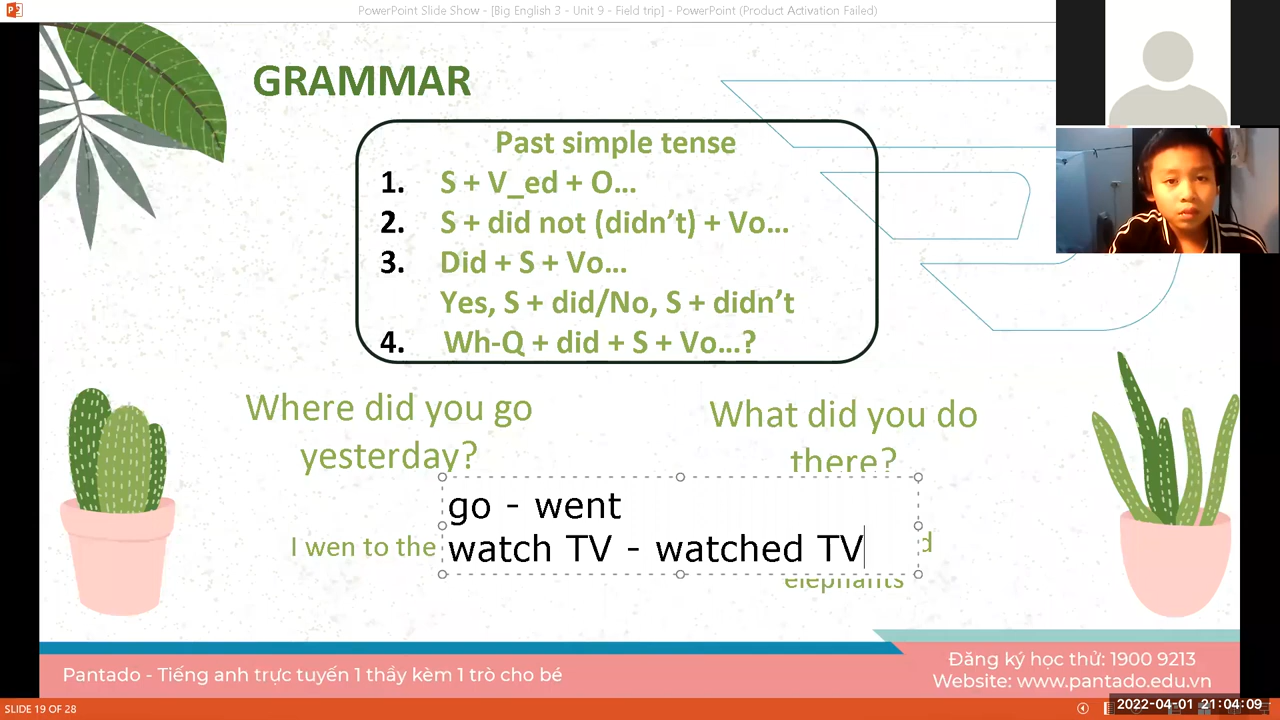 PowerPoint Slide Show - [Big English 3 - Unit 9 - Field trip] - PowerPoint (Product Activation Failed)
GRAMMAR
Past simple tense
1. S + V_ed + O...
2. S + did not (didn't) + Vo...
3. Did + S + Vo...
Yes, S + did/No, S + didn't
4. Wh-Q + did + S + Vo...?
Where did you go
yesterday?
What did you do
there?
go - went
watch TV - watched TV
I wen to the
elephants
Pantado - Tiếng anh trực tuyến 1 thầy kèm 1 trò cho bé
Đăng ký học thử: 1900 9213
Website: www.pantado.edu.vn
SLIDE 19 OF 28
2022-04-01 21:04:09